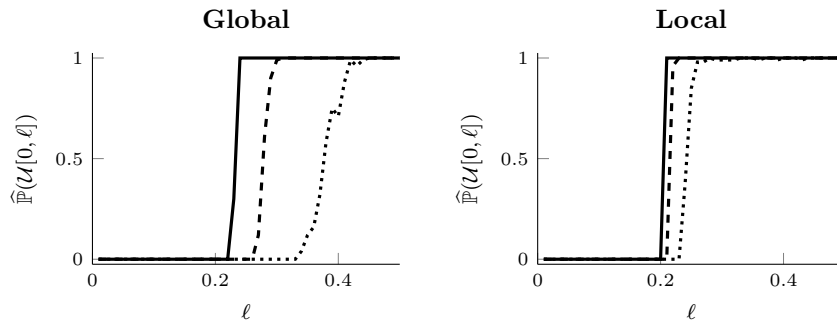 Global
1
0.5
0
0
0.2
0.4
ℓ
ℙ̂(𝒰[0, ℓ])
Local
1
0.5
0
0
0.2
0.4
ℓ
ℙ̂(𝒰[0, ℓ])